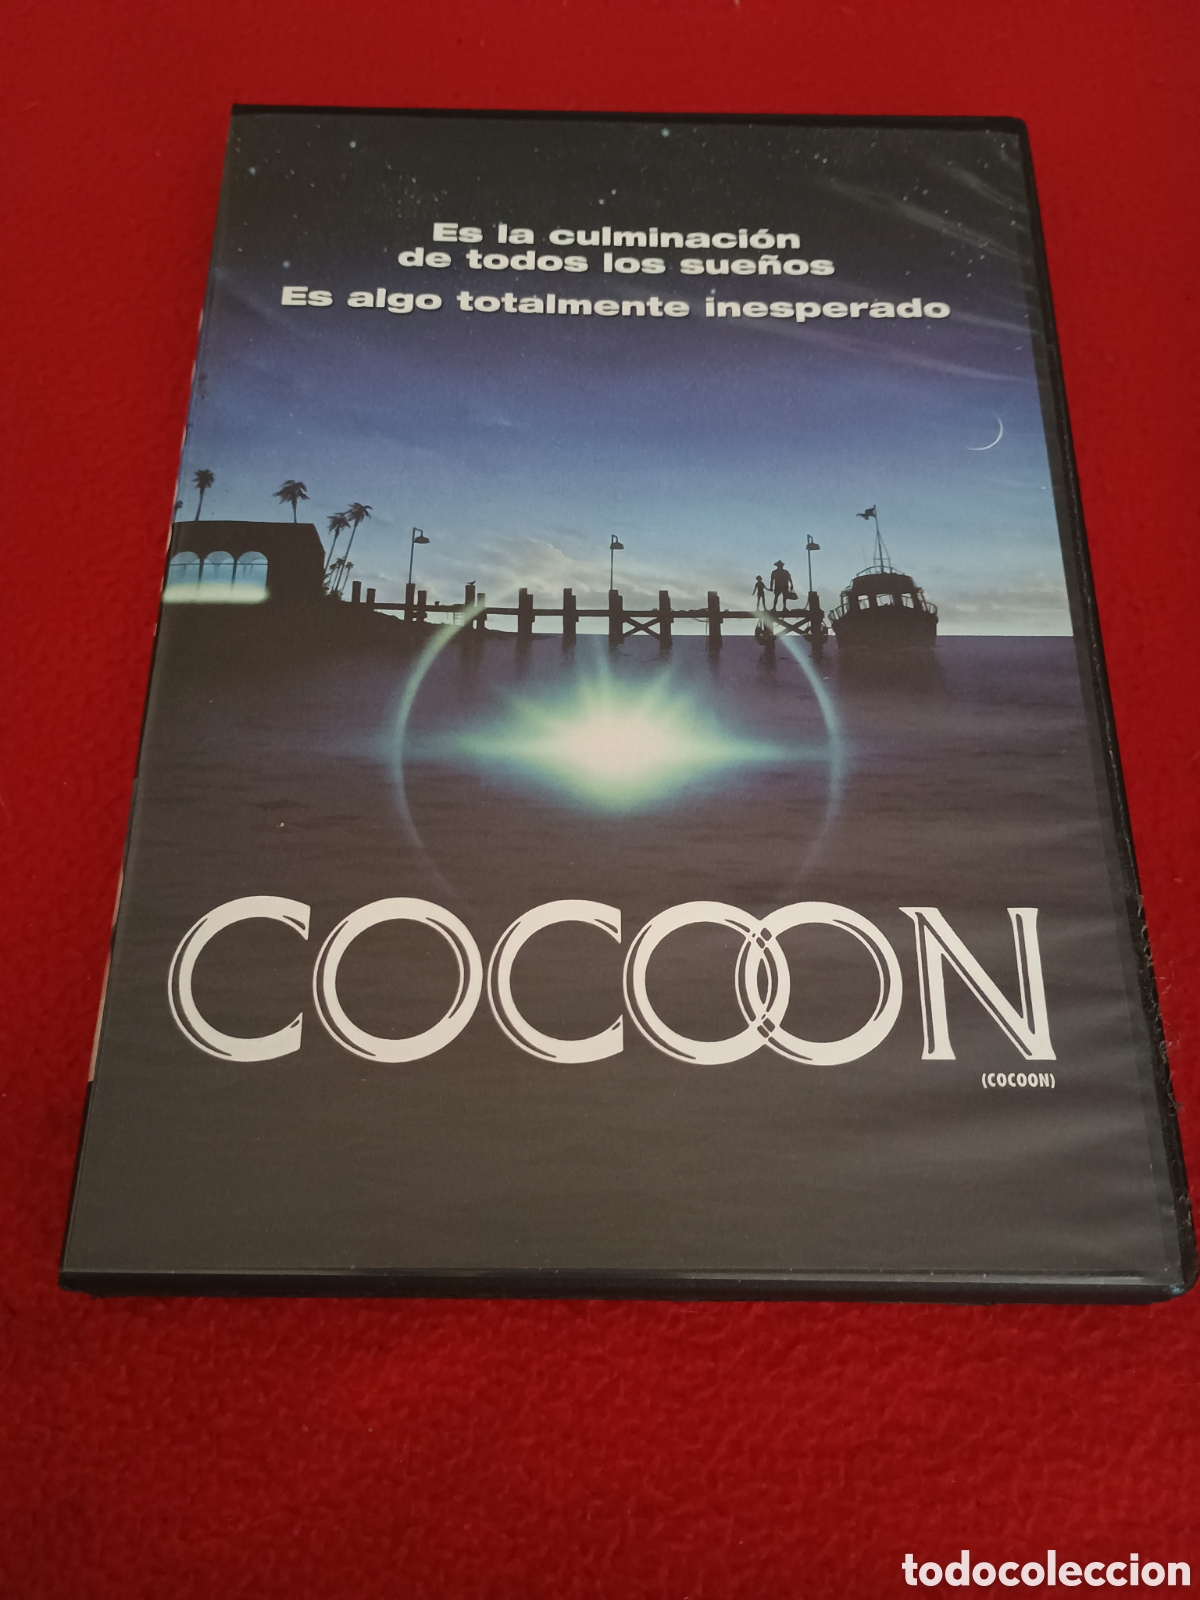 Es la culminación
de todos los sueños
Es algo totalmente inesperado
COCOON
(COCOON)
todocoleccion